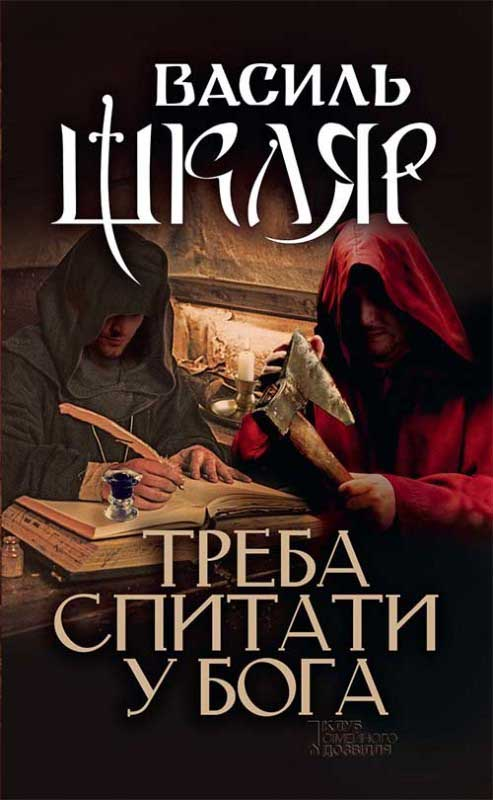 ВАСИЛЬ
ШКЛЯР
ТРЕБА
СПИТАТИ
У БОГА
КЛУБ
СІМЕЙНОГО
ДОЗВІЛЛЯ